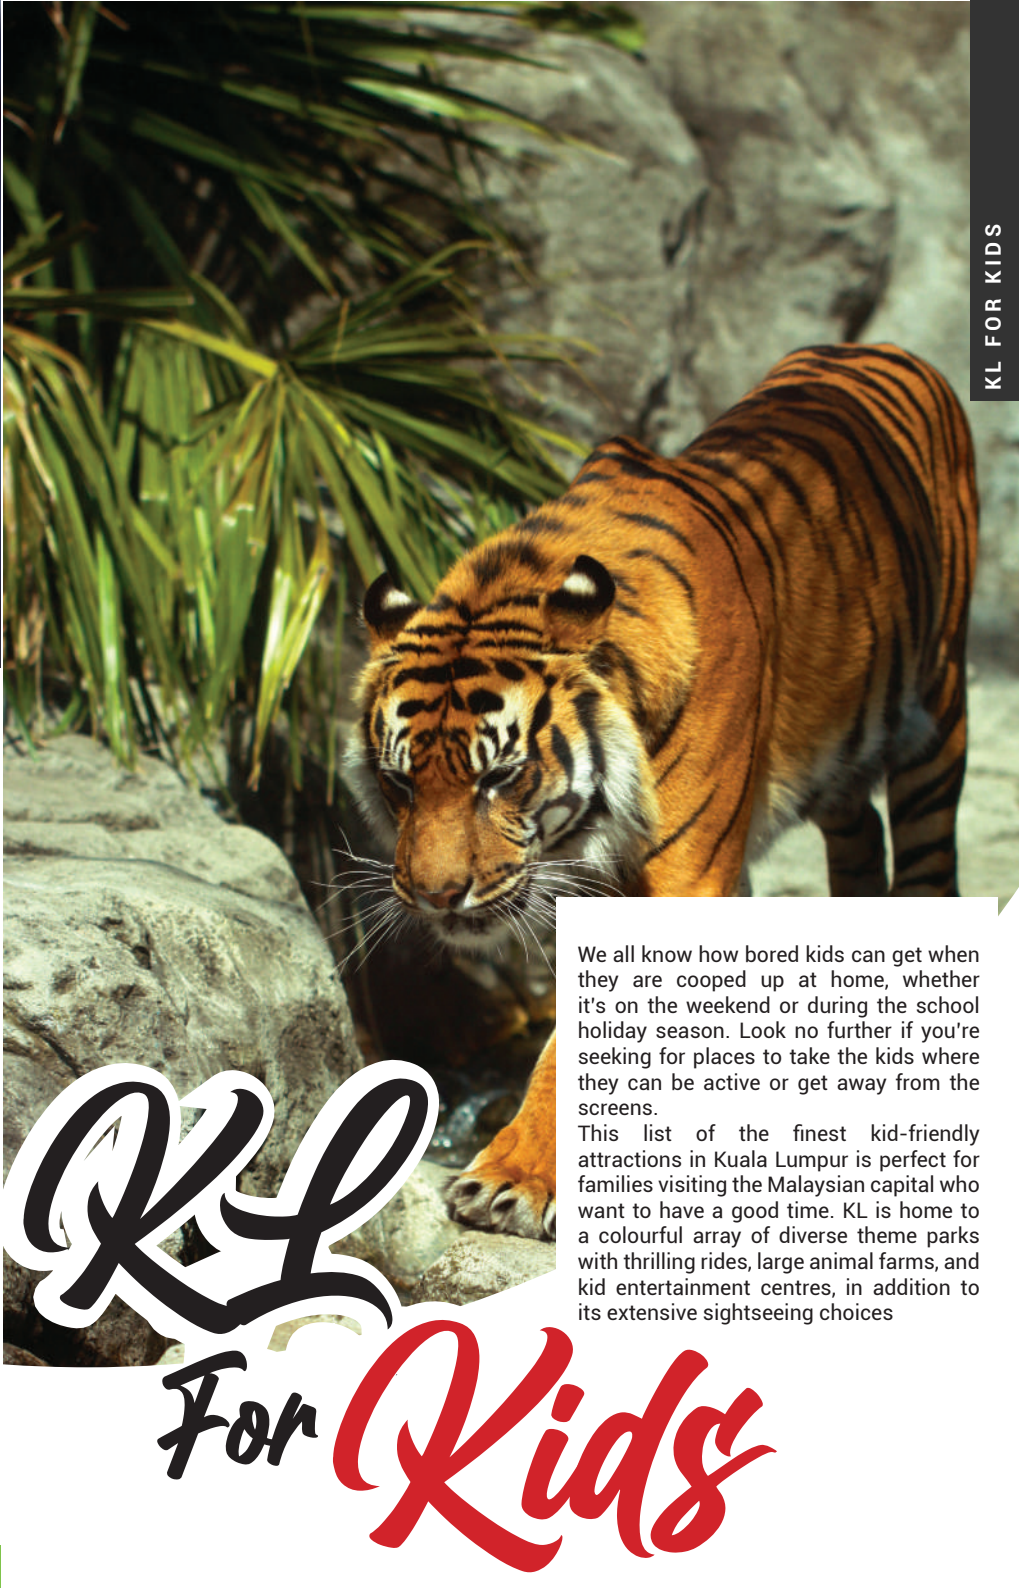 KL FOR KIDS
We all know how bored kids can get when
they are cooped up at home, whether
it's on the weekend or during the school
holiday season. Look no further if you're
seeking for places to take the kids where
they can be active or get away from the
screens.
This list of the finest kid-friendly
attractions in Kuala Lumpur is perfect for
families visiting the Malaysian capital who
want to have a good time. KL is home to
a colourful array of diverse theme parks
with thrilling rides, large animal farms, and
kid entertainment centres, in addition to
its extensive sightseeing choices
KL
For Kids